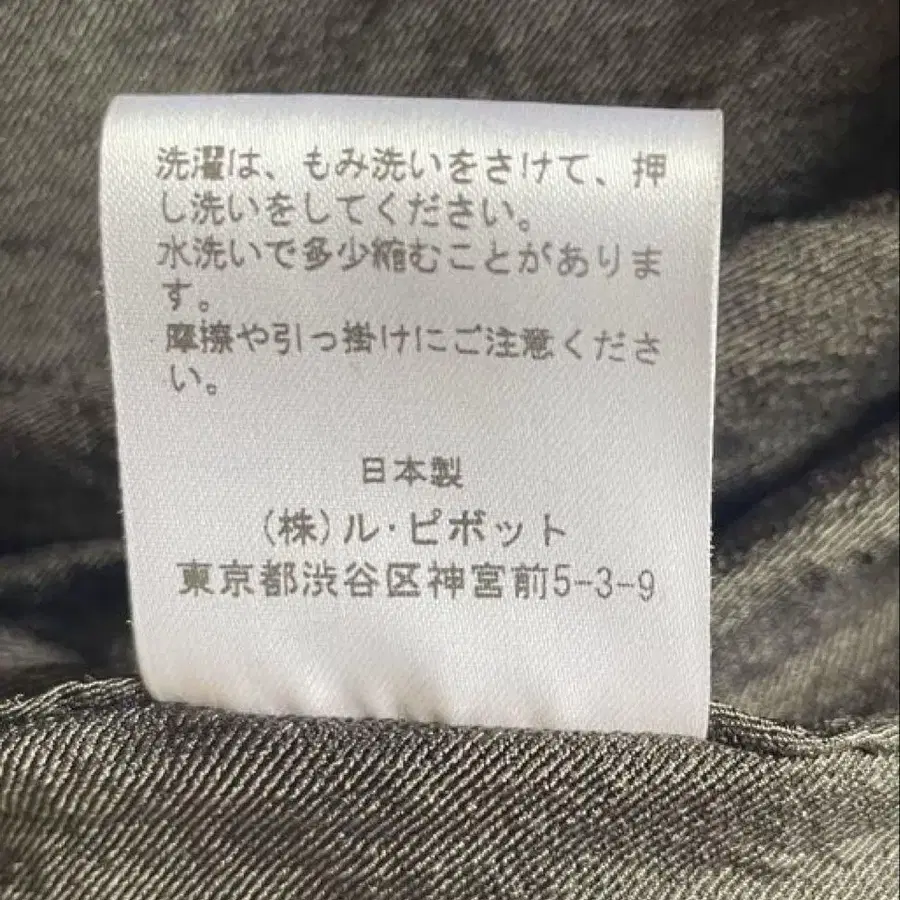 洗濯は、もみ洗いをさけて、押
し洗いをしてください。
水洗いで多少縮むことがありま
す。
摩擦や引っ掛けにご注意くださ
い。
日本製
(株)ル・ピボット
東京都渋谷区神宮前5-3-9